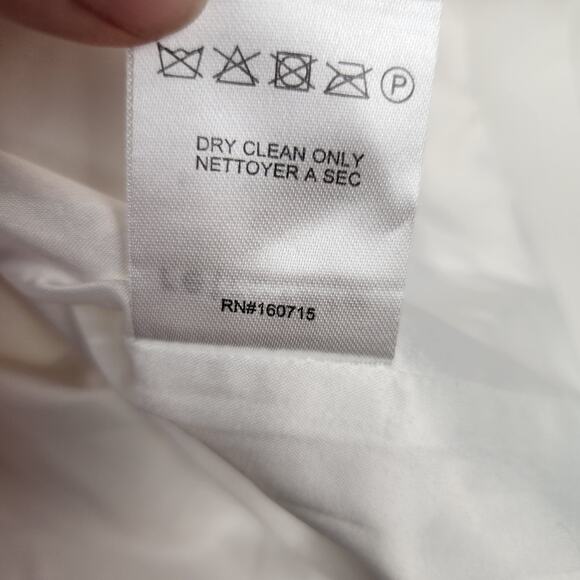 P
DRY CLEAN ONLY
NETTOYER A SEC
RN#160715